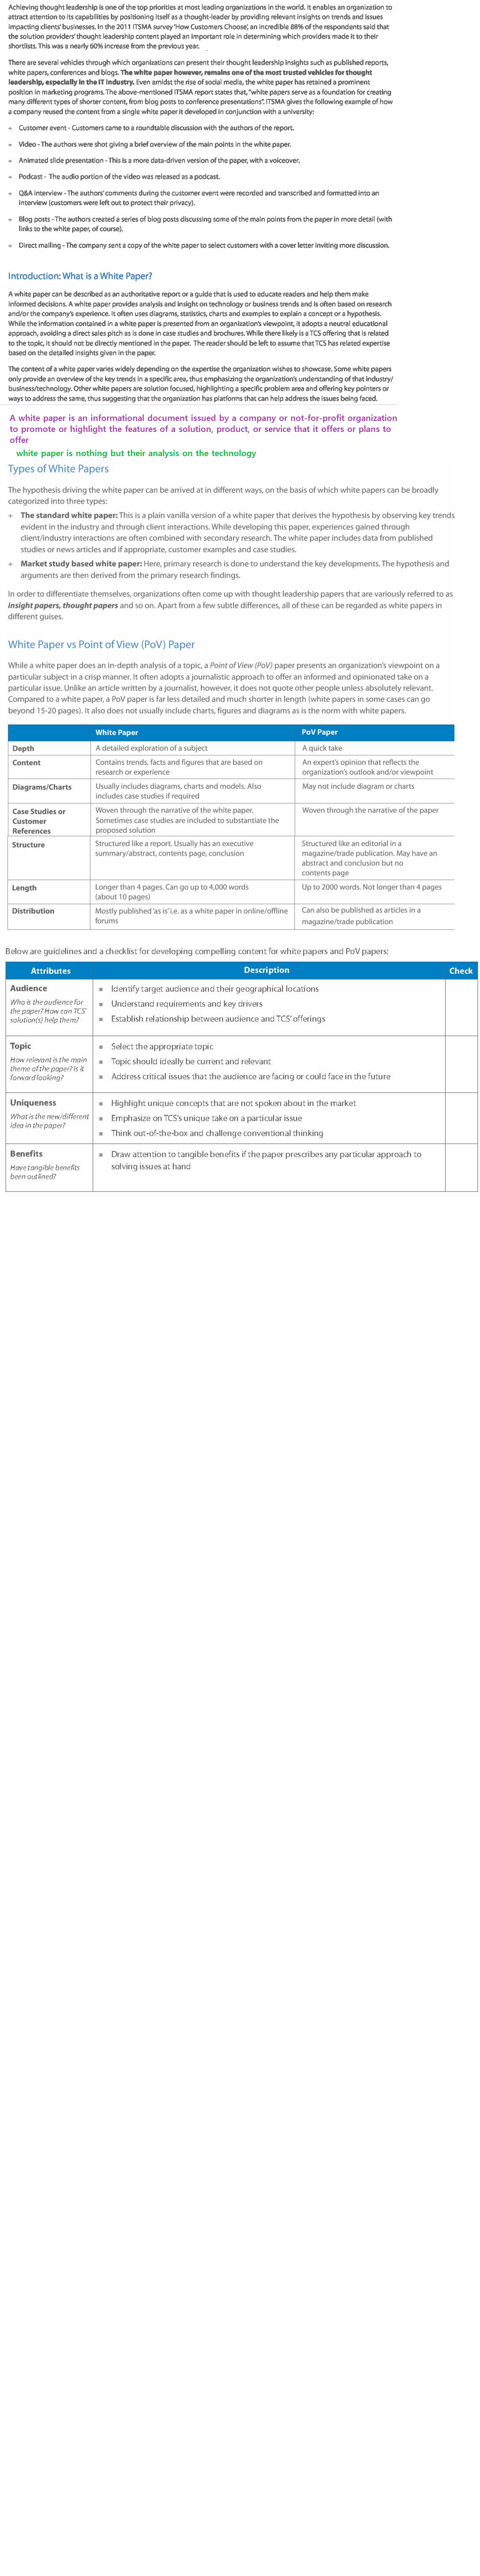 Achieving thought leadership is one of the top priorities at most leading organizations in the world. It enables an organization to
attract attention to its capabilities by positioning itself as a thought-leader by providing relevant insights on trends and issues
impacting clients' businesses. In the 2011 ITSMA survey 'How Customers Choose', an incredible 88% of the respondents said that
the solution providers' thought leadership content played an important role in determining which providers made it to their
shortlists. This was a nearly 60% increase from the previous year.
There are several vehicles through which organizations can present their thought leadership insights such as published reports,
white papers, conferences and blogs. The white paper however, remains one of the most trusted vehicles for thought
leadership, especially in the IT industry. Even amidst the rise of social media, the white paper has retained a prominent
position in marketing programs. The above-mentioned ITSMA report states that, "white papers serve as a foundation for creating
many different types of shorter content, from blog posts to conference presentations". ITSMA gives the following example of how
a company reused the content from a single white paper it developed in conjunction with a university:
+ Customer event - Customers came to a roundtable discussion with the authors of the report.
+ Video - The authors were shot giving a brief overview of the main points in the white paper.
+ Animated slide presentation - This is a more data-driven version of the paper, with a voiceover.
+ Podcast - The audio portion of the video was released as a podcast.
+ Q&A interview - The authors' comments during the customer event were recorded and transcribed and formatted into an
interview (customers were left out to protect their privacy).
+ Blog posts - The authors created a series of blog posts discussing some of the main points from the paper in more detail (with
links to the white paper, of course).
+ Direct mailing - The company sent a copy of the white paper to select customers with a cover letter inviting more discussion.
Introduction: What is a White Paper?
A white paper can be described as an authoritative report or a guide that is used to educate readers and help them make
informed decisions. A white paper provides analysis and insight on technology or business trends and is often based on research
and/or the company's experience. It often uses diagrams, statistics, charts and examples to explain a concept or a hypothesis.
While the information contained in a white paper is presented from an organization's viewpoint, it adopts a neutral educational
approach, avoiding a direct sales pitch as is done in case studies and brochures. While there likely is a TCS offering that is related
to the topic, it should not be directly mentioned in the paper. The reader should be left to assume that TCS has related expertise
based on the detailed insights given in the paper.
The content of a white paper varies widely depending on the expertise the organization wishes to showcase. Some white papers
only provide an overview of the key trends in a specific area, thus emphasizing the organization's understanding of that industry/
business/technology. Other white papers are solution focused, highlighting a specific problem area and offering key pointers or
ways to address the same, thus suggesting that the organization has platforms that can help address the issues being faced.
A white paper is an informational document issued by a company or not-for-profit organization
to promote or highlight the features of a solution, product, or service that it offers or plans to
offer
white paper is nothing but their analysis on the technology
Types of White Papers
The hypothesis driving the white paper can be arrived at in different ways, on the basis of which white papers can be broadly
categorized into three types:
+ The standard white paper: This is a plain vanilla version of a white paper that derives the hypothesis by observing key trends
evident in the industry and through client interactions. While developing this paper, experiences gained through
client/industry interactions are often combined with secondary research. The white paper includes data from published
studies or news articles and if appropriate, customer examples and case studies.
+ Market study based white paper: Here, primary research is done to understand the key developments. The hypothesis and
arguments are then derived from the primary research findings.
In order to differentiate themselves, organizations often come up with thought leadership papers that are variously referred to as
insight papers, thought papers and so on. Apart from a few subtle differences, all of these can be regarded as white papers in
different guises.
White Paper vs Point of View (PoV) Paper
While a white paper does an in-depth analysis of a topic, a Point of View (PoV) paper presents an organization's viewpoint on a
particular subject in a crisp manner. It often adopts a journalistic approach to offer an informed and opinionated take on a
particular issue. Unlike an article written by a journalist, however, it does not quote other people unless absolutely relevant.
Compared to a white paper, a PoV paper is far less detailed and much shorter in length (white papers in some cases can go
beyond 15-20 pages). It also does not usually include charts, figures and diagrams as is the norm with white papers.
White Paper PoV Paper
Depth A detailed exploration of a subject A quick take
Content Contains trends, facts and figures that are based on An expert's opinion that reflects the
research or experience organization's outlook and/or viewpoint
Diagrams/Charts Usually includes diagrams, charts and models. Also May not include diagram or charts
includes case studies if required
Case Studies or Woven through the narrative of the white paper. Woven through the narrative of the paper
Customer Sometimes case studies are included to substantiate the
References proposed solution
Structure Structured like a report. Usually has an executive Structured like an editorial in a
summary/abstract, contents page, conclusion magazine/trade publication. May have an
abstract and conclusion but no
contents page
Length Longer than 4 pages. Can go up to 4,000 words Up to 2000 words. Not longer than 4 pages
(about 10 pages)
Distribution Mostly published 'as is' i.e. as a white paper in online/offline Can also be published as articles in a
forums magazine/trade publication
Below are guidelines and a checklist for developing compelling content for white papers and PoV papers:
Attributes Description Check
Audience ▪ Identify target audience and their geographical locations
Who is the audience for ▪ Understand requirements and key drivers
the paper? How can TCS'
solution(s) help them? ▪ Establish relationship between audience and TCS' offerings
Topic ▪ Select the appropriate topic
How relevant is the main ▪ Topic should ideally be current and relevant
theme of the paper? Is it
forward looking? ▪ Address critical issues that the audience are facing or could face in the future
Uniqueness ▪ Highlight unique concepts that are not spoken about in the market
What is the new/different ▪ Emphasize on TCS's unique take on a particular issue
idea in the paper?
▪ Think out-of-the-box and challenge conventional thinking
Benefits ▪ Draw attention to tangible benefits if the paper prescribes any particular approach to
Have tangible benefits solving issues at hand
been outlined?